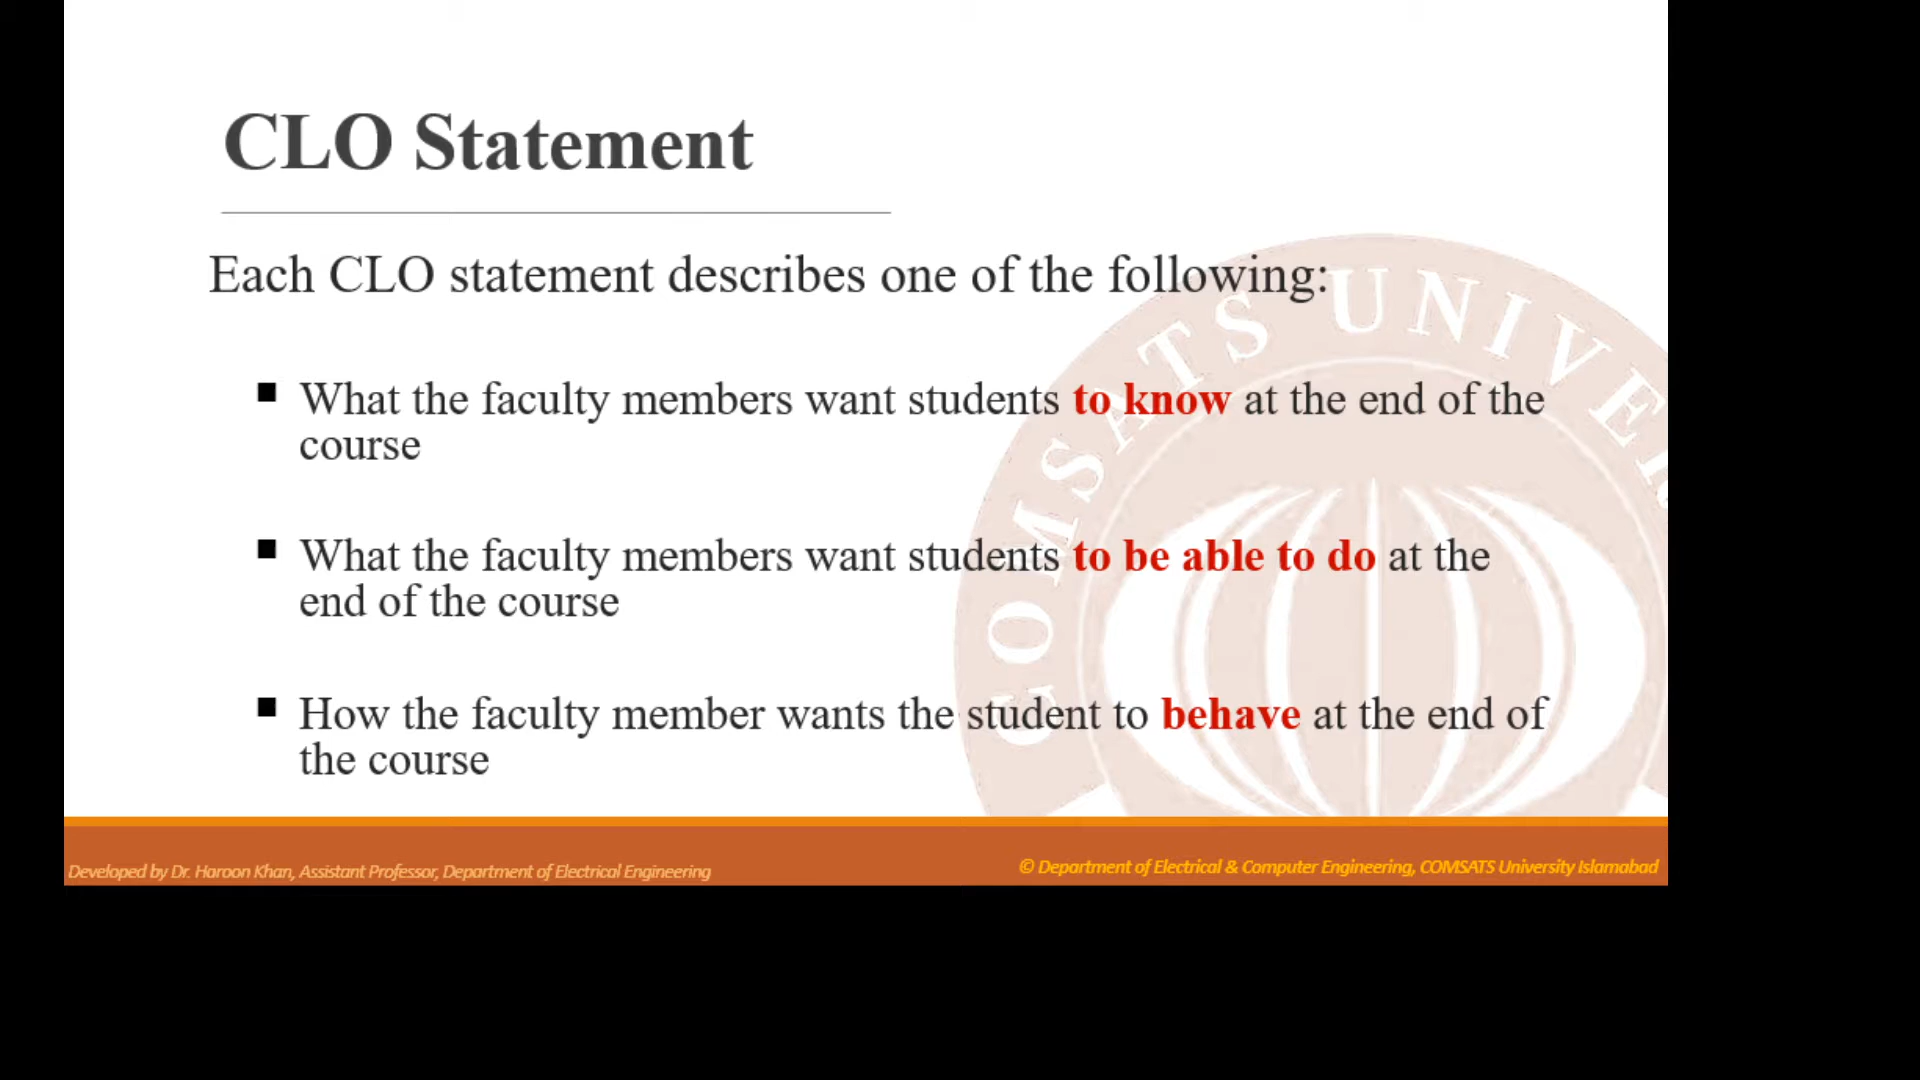 CLO Statement
Each CLO statement describes one of the following:
■ What the faculty members want students to know at the end of the
course
■ What the faculty members want students to be able to do at the
end of the course
■ How the faculty member wants the student to behave at the end of
the course
COMSATS UNIVER
Developed by Dr. Haroon Khan, Assistant Professor, Department of Electrical Engineering
© Department of Electrical & Computer Engineering, COMSATS University Islamabad